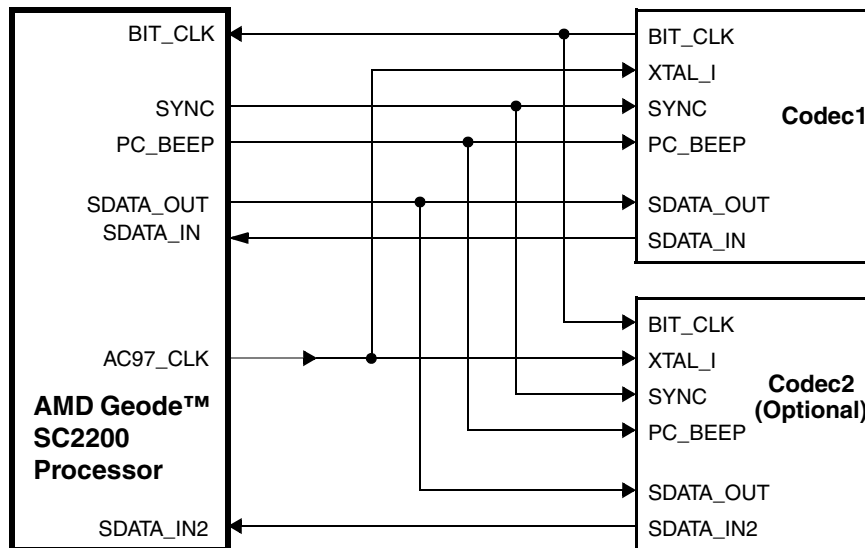 BIT_CLK
SYNC
PC_BEEP
SDATA_OUT
SDATA_IN
AC97_CLK
AMD Geode™
SC2200
Processor
SDATA_IN2
BIT_CLK
XTAL_I
SYNC
PC_BEEP
SDATA_OUT
SDATA_IN
Codec1
BIT_CLK
XTAL_I
SYNC
PC_BEEP
SDATA_OUT
SDATA_IN2
Codec2
(Optional)